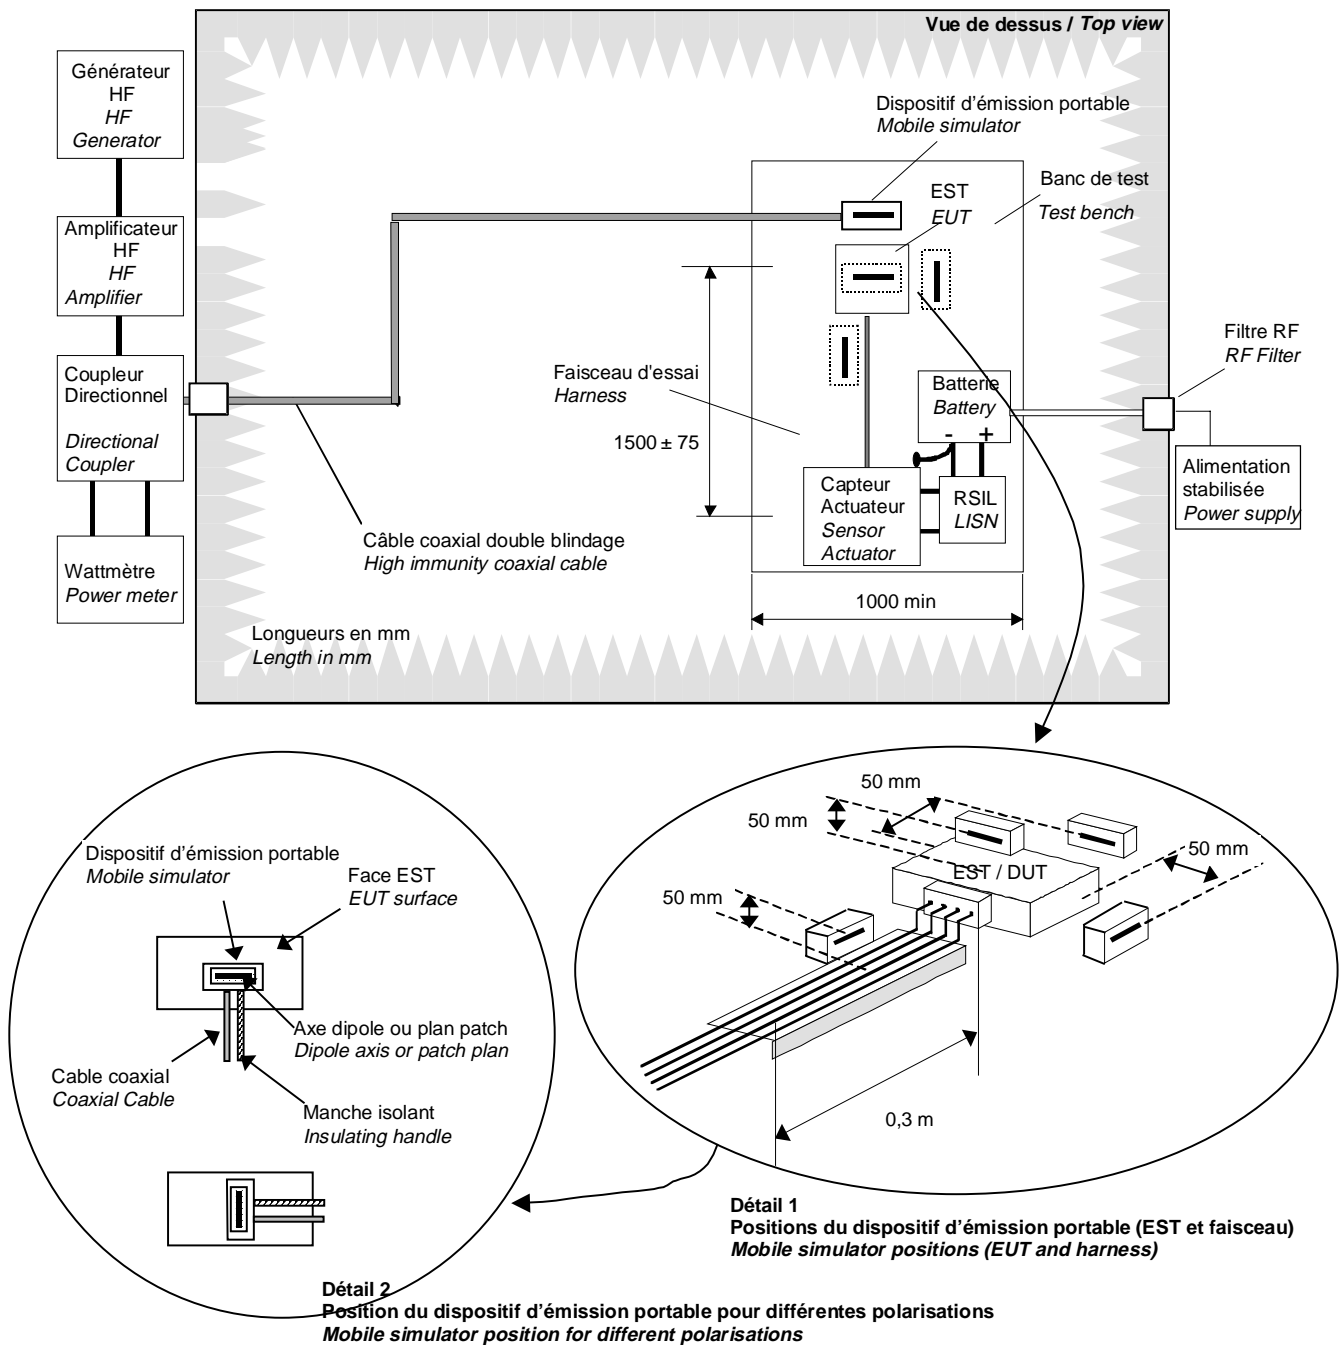 Vue de dessus / Top view
Générateur
HF
HF
Generator
Amplificateur
HF
HF
Amplifier
Coupleur
Directionnel
Directional
Coupler
Wattmètre
Power meter
Dispositif d'émission portable
Mobile simulator
EST
EUT
Banc de test
Test bench
Filtre RF
RF Filter
Faisceau d'essai
Harness
1500 ± 75
Batterie
Battery
- +
Capteur
Actuateur
Sensor
Actuator
RSIL
LISN
Alimentation
stabilisée
Power supply
Câble coaxial double blindage
High immunity coaxial cable
1000 min
Longueurs en mm
Length in mm
Dispositif d'émission portable
Mobile simulator
Face EST
EUT surface
Axe dipole ou plan patch
Dipole axis or patch plan
Cable coaxial
Coaxial Cable
Manche isolant
Insulating handle
50 mm
50 mm
50 mm
50 mm
EST / DUT
0,3 m
Détail 1
Positions du dispositif d'émission portable (EST et faisceau)
Mobile simulator positions (EUT and harness)
Détail 2
Position du dispositif d'émission portable pour différentes polarisations
Mobile simulator position for different polarisations